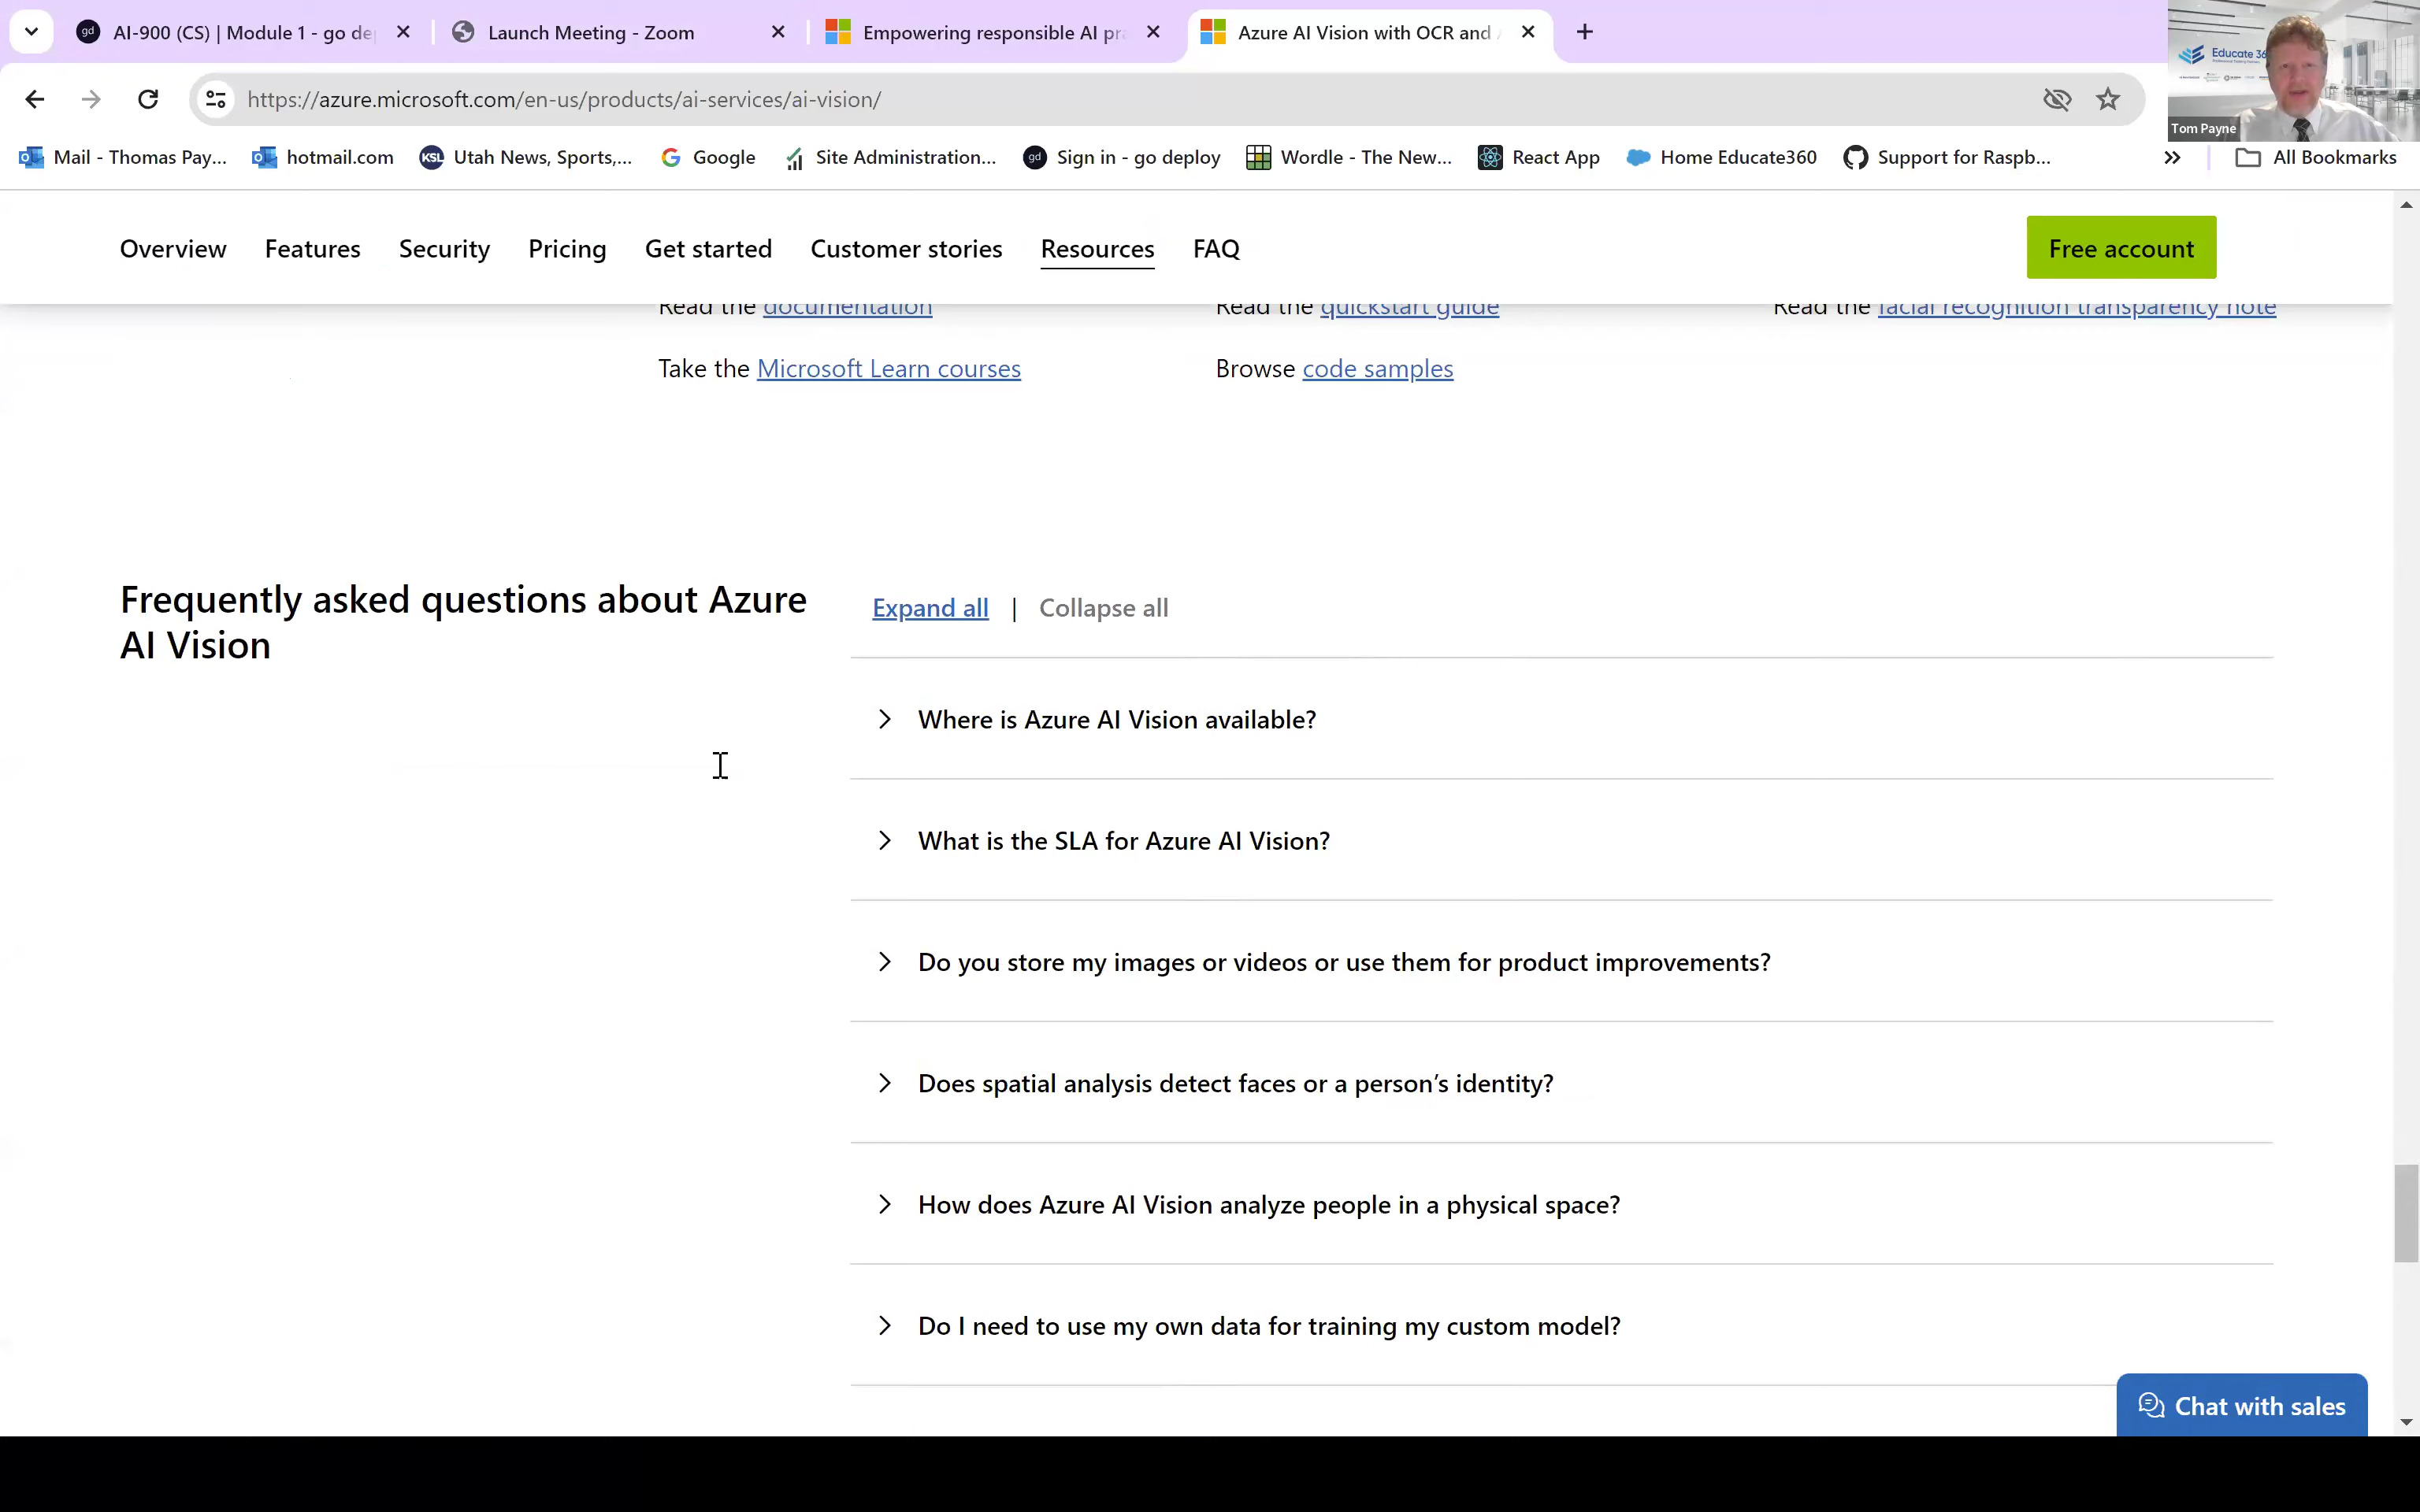 AI-900 (CS) | Module 1 - go de
Launch Meeting - Zoom
Empowering responsible AI pr
Azure AI Vision with OCR and
https://azure.microsoft.com/en-us/products/ai-services/ai-vision/
Educate 36
Tom Payne
Mail - Thomas Pay...
hotmail.com
KSL
Utah News, Sports,...
Google
Site Administration...
gd
Sign in - go deploy
Wordle - The New...
React App
Home Educate360
Support for Raspb...
All Bookmarks
Overview
Features
Security
Pricing
Get started
Customer stories
Resources
FAQ
Free account
Read the documentation
Read the quickstart guide
Read the facial recognition transparency note
Take the Microsoft Learn courses
Browse code samples
Frequently asked questions about Azure
AI Vision
Expand all | Collapse all
Where is Azure AI Vision available?
What is the SLA for Azure AI Vision?
Do you store my images or videos or use them for product improvements?
Does spatial analysis detect faces or a person’s identity?
How does Azure AI Vision analyze people in a physical space?
Do I need to use my own data for training my custom model?
Chat with sales